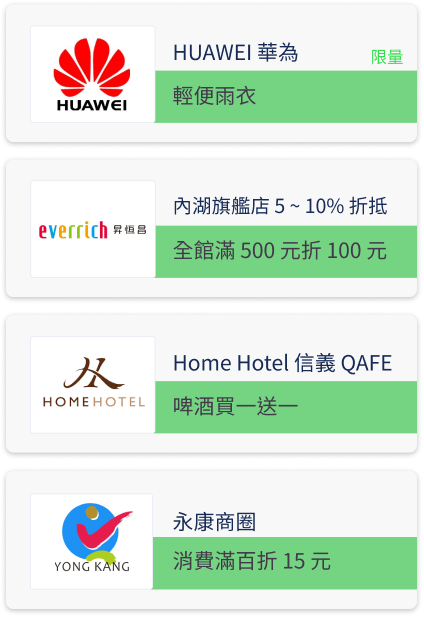 HUAWEI
HUAWEI 華為
限量
輕便雨衣
everrich 昇恆昌
內湖旗艦店 5 ~ 10% 折抵
全館滿 500 元折 100 元
HOMEHOTEL
Home Hotel 信義 QAFE
啤酒買一送一
YONG KANG
永康商圈
消費滿百折 15 元